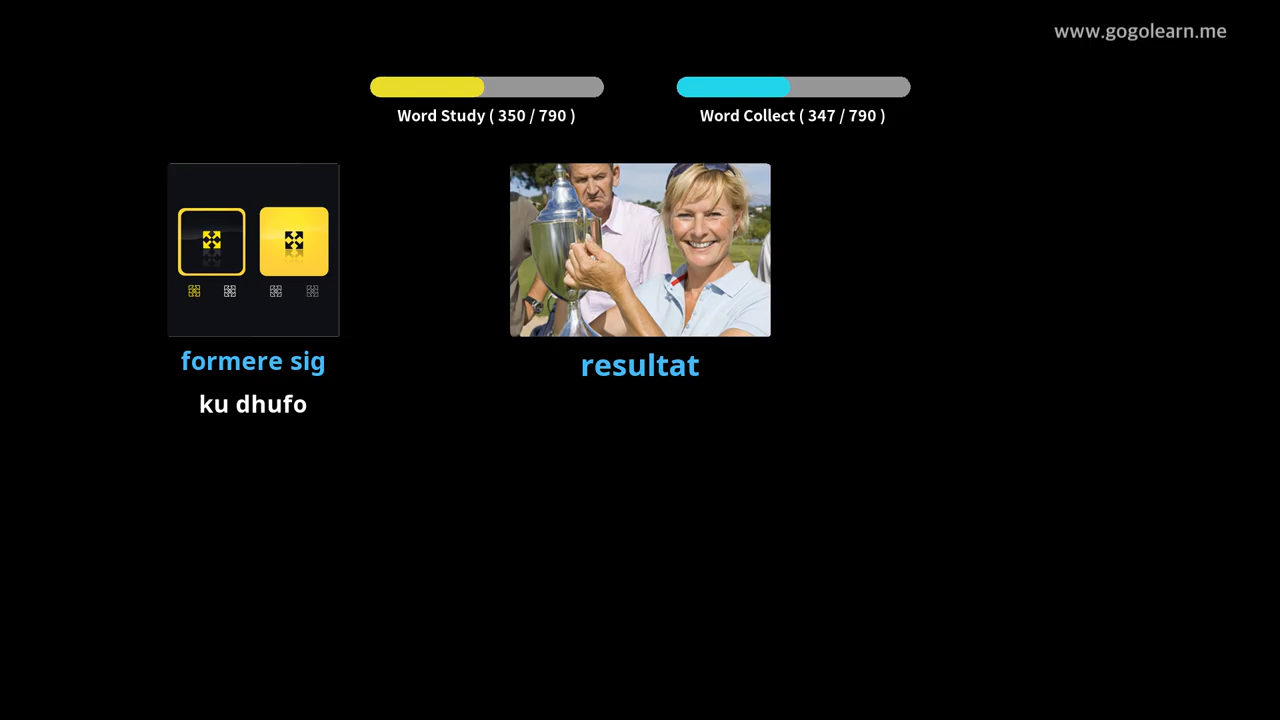 www.gogolearn.me
Word Study ( 350 / 790 )
Word Collect ( 347 / 790 )
formere sig
ku dhufo
resultat